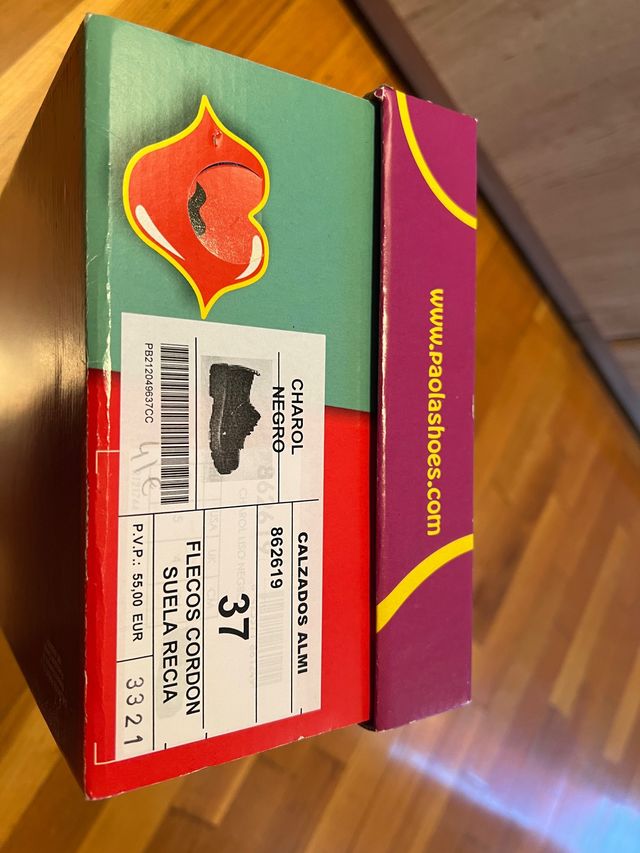 www.paolashoes.com
CHAROL
NEGRO
PB212049637CC
CALZADOS ALMI
862619
37
FLECOS CORDON
SUELA RECIA
P.V.P.: 55,00 EUR
3321